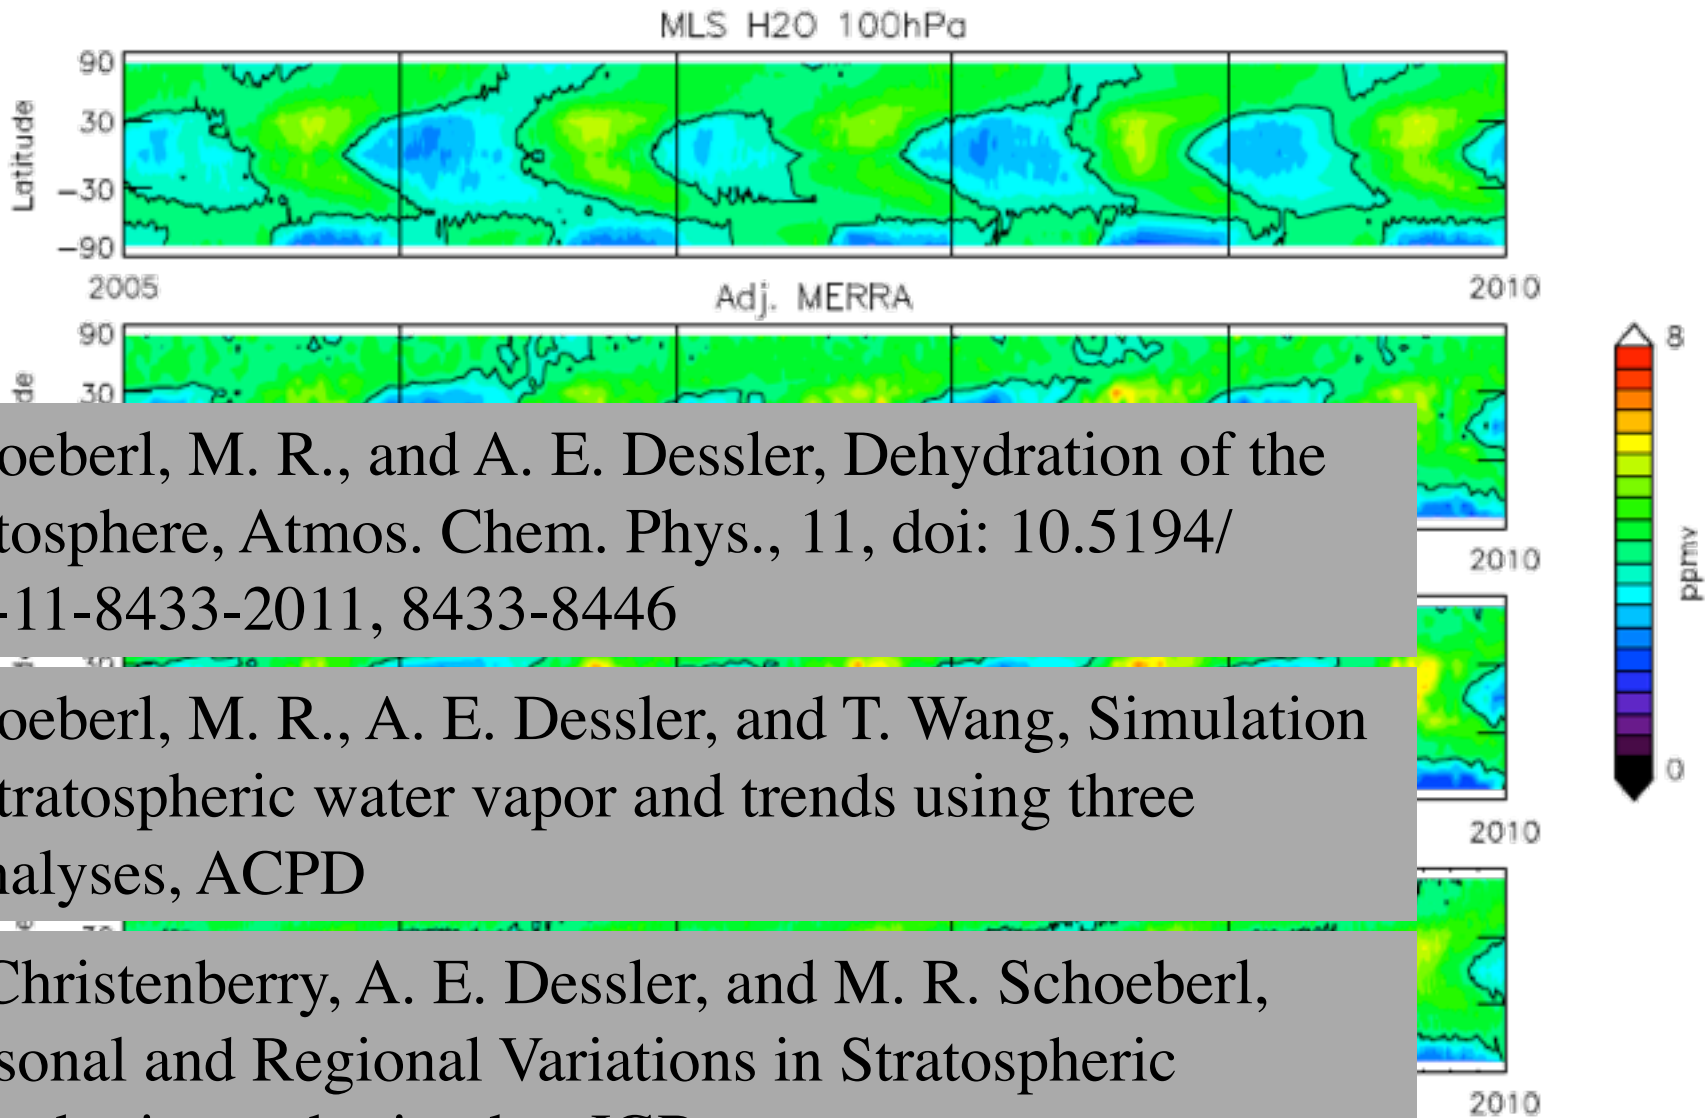 MLS H2O 100hPa
90
30
-30
-90
Latitude
2005
2010
Adj. MERRA
90
30
8
oeberl, M. R., and A. E. Dessler, Dehydration of the
tosphere, Atmos. Chem. Phys., 11, doi: 10.5194/
-11-8433-2011, 8433-8446
2010
ppmv
oeberl, M. R., A. E. Dessler, and T. Wang, Simulation
tratospheric water vapor and trends using three
nalyses, ACPD
0
2010
Christenberry, A. E. Dessler, and M. R. Schoeberl,
sonal and Regional Variations in Stratospheric
2010